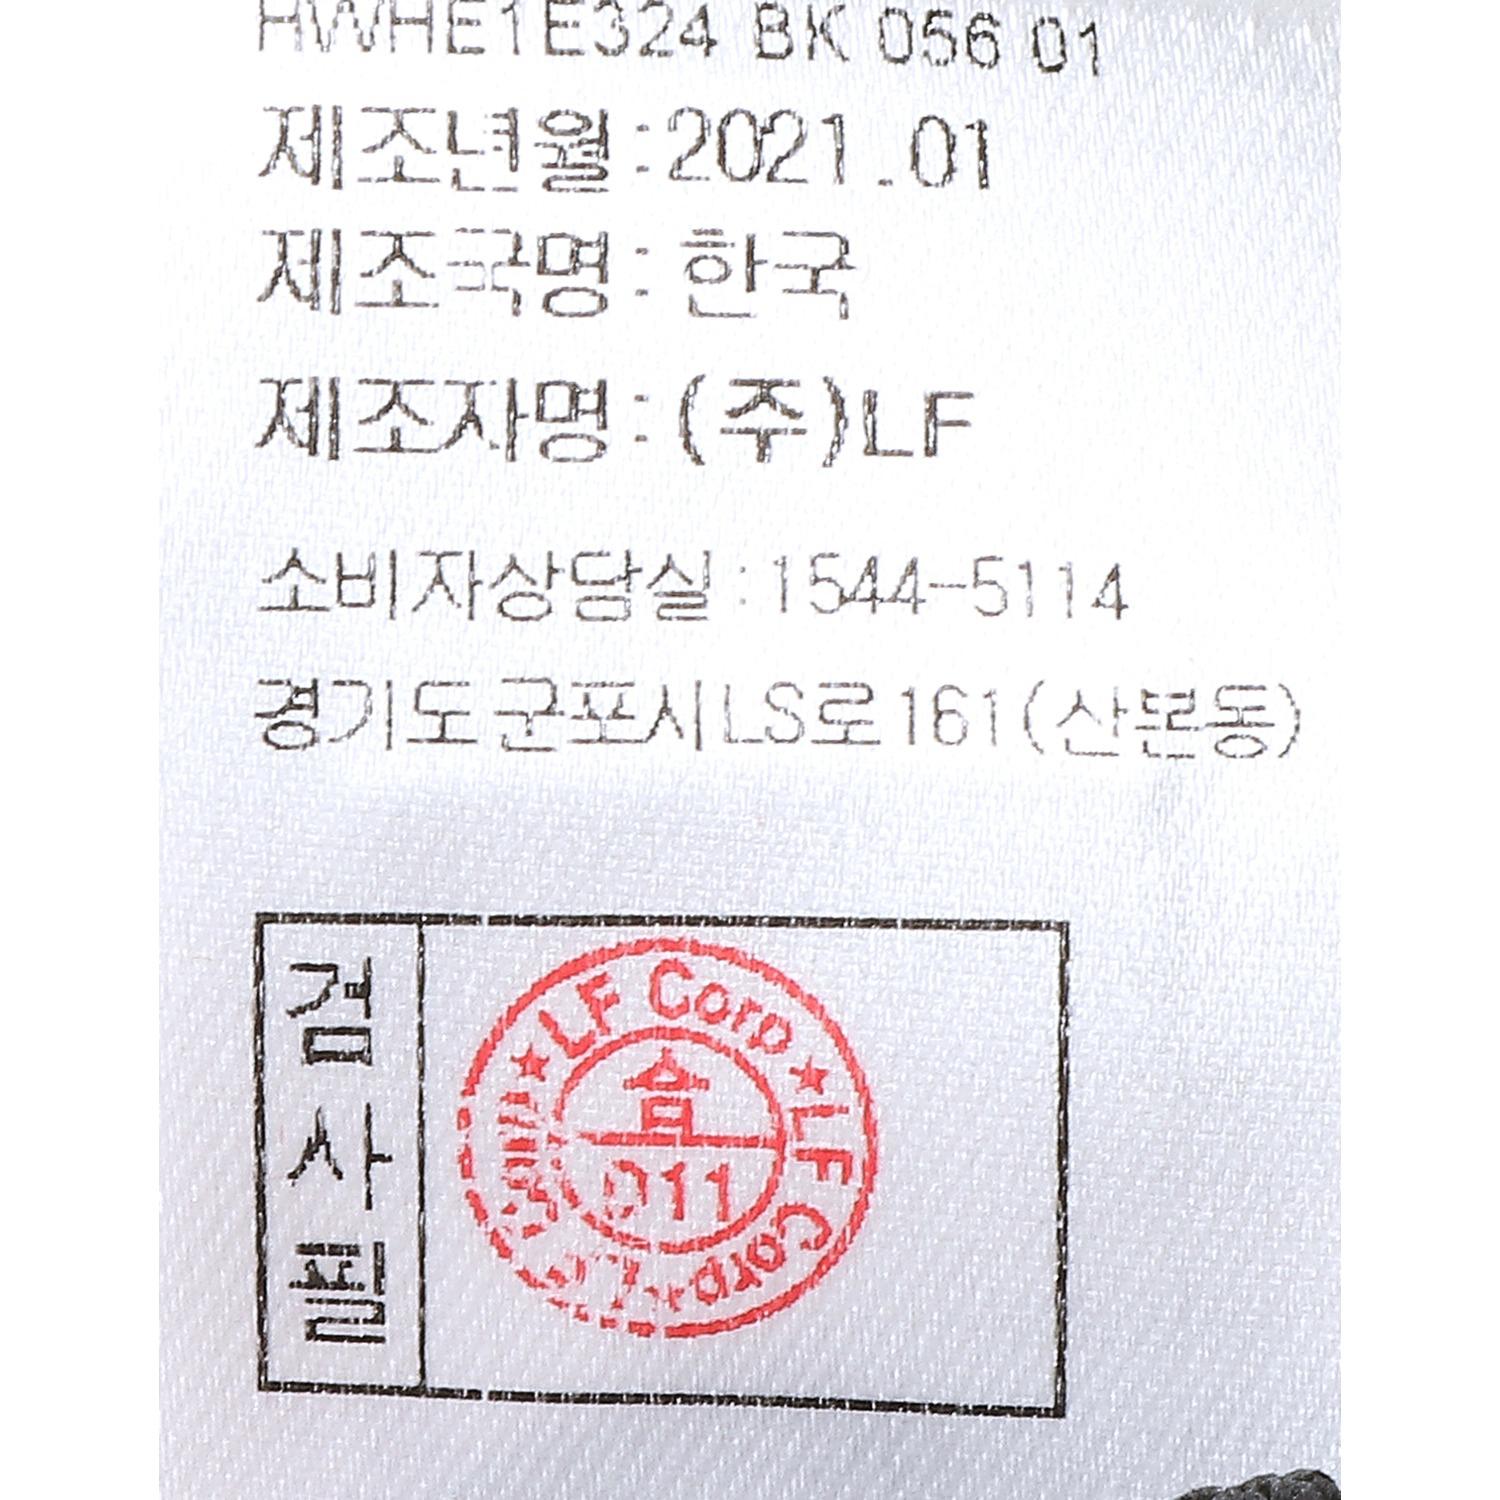 HWHE1E324 BK 056 01
제조년월:2021.01
제조국명:한국
제조자명:(주)LF
소비자상담실:1544-5114
경기도군포시LS로161(산본동)
검사필
★LF Corp★LF Corp★
合
011